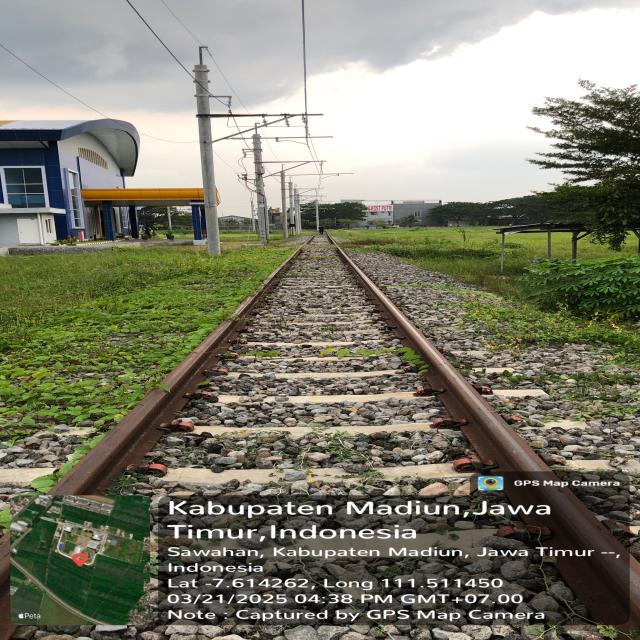 GPS Map Camera
Kabupaten Madiun,Jawa
Timur,Indonesia
Sawahan, Kabupaten Madiun, Jawa Timur --,
Indonesia
Lat -7.614262, Long 111.511450
03/21/2025 04:38 PM GMT+07.00
Note : Captured by GPS Map Camera
Peta